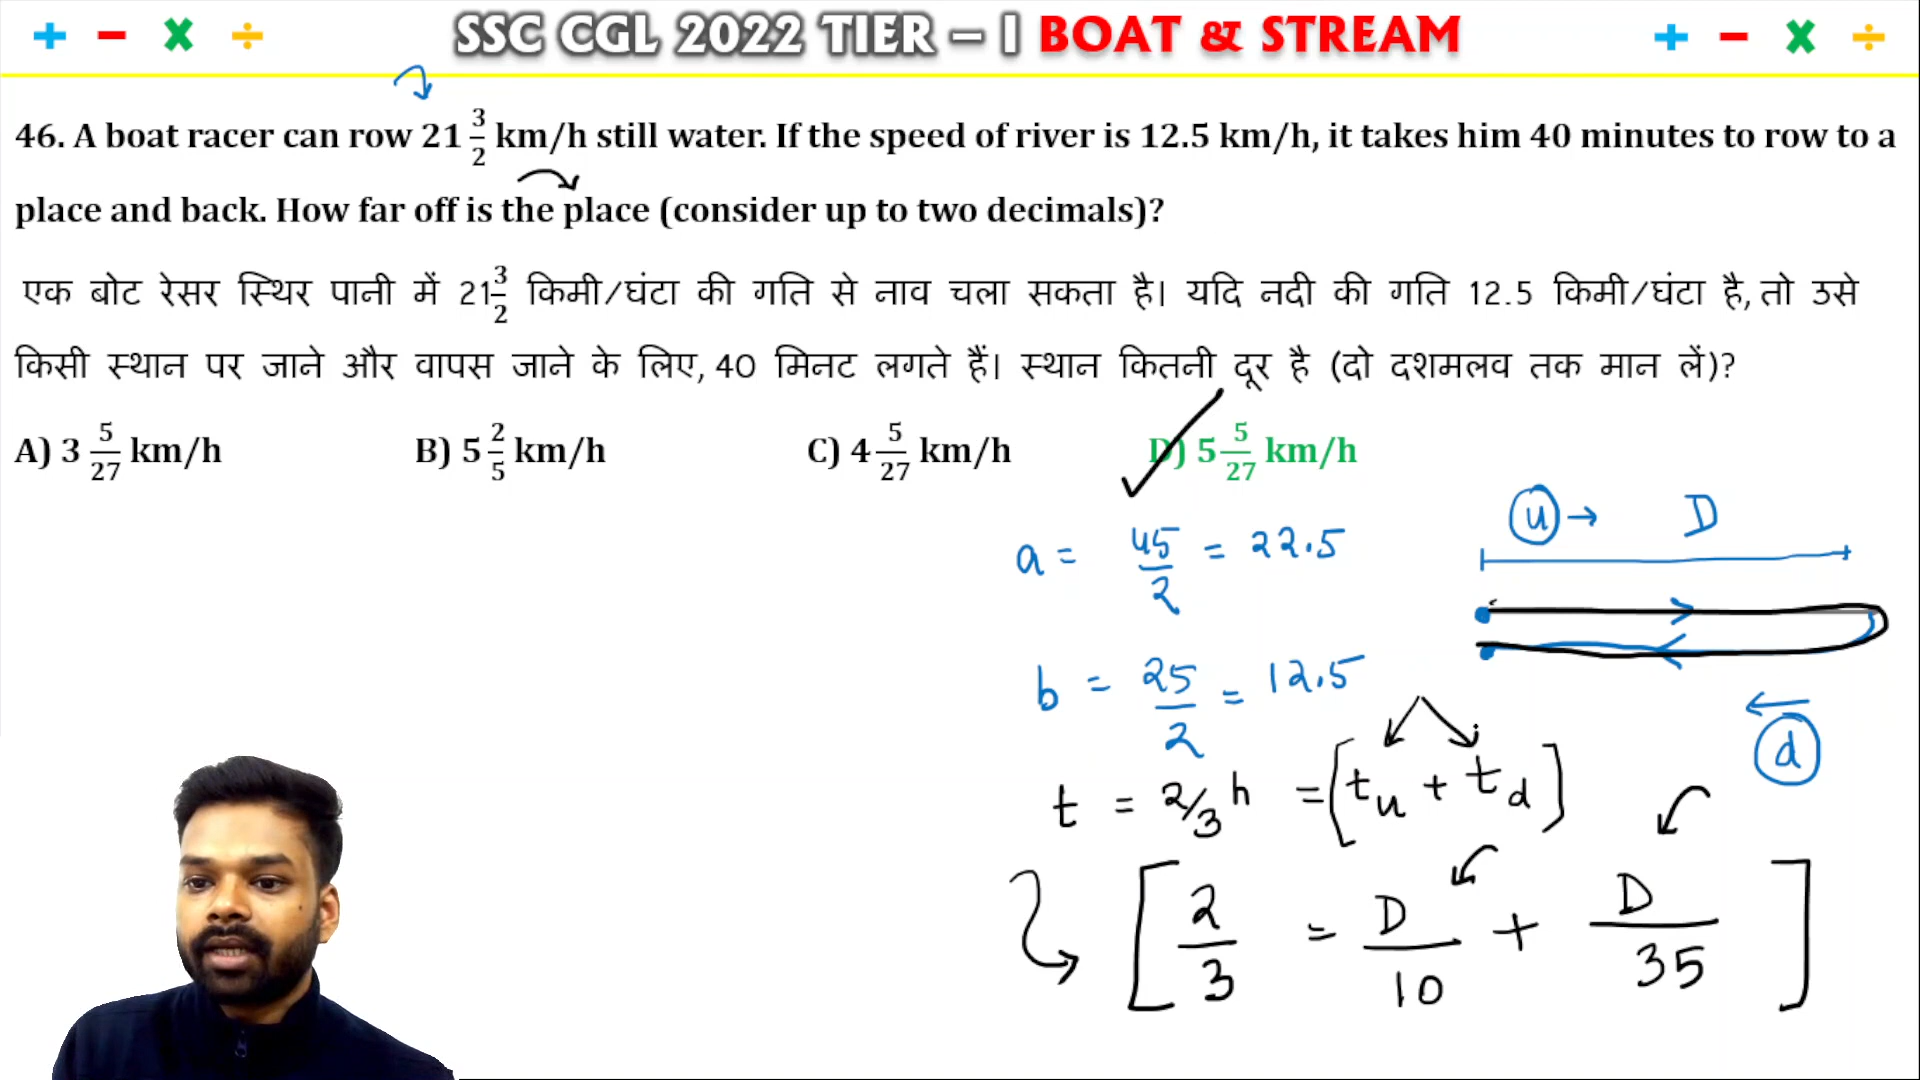 SSC CGL 2022 TIER – I BOAT & STREAM
46. A boat racer can row 21 3/2 km/h still water. If the speed of river is 12.5 km/h, it takes him 40 minutes to row to a
place and back. How far off is the place (consider up to two decimals)?
एक बोट रेसर स्थिर पानी में 21 3/2 किमी/घंटा की गति से नाव चला सकता है। यदि नदी की गति 12.5 किमी/घंटा है, तो उसे
किसी स्थान पर जाने और वापस जाने के लिए, 40 मिनट लगते हैं। स्थान कितनी दूर है (दो दशमलव तक मान लें)?
A) 3 5/27 km/h B) 5 2/5 km/h C) 4 5/27 km/h D) 5 5/27 km/h
u → D
a = 45/2 = 22.5
b = 25/2 = 12.5
d
t = 2/3 h = [tu + td]
[2/3 = D/10 + D/35]